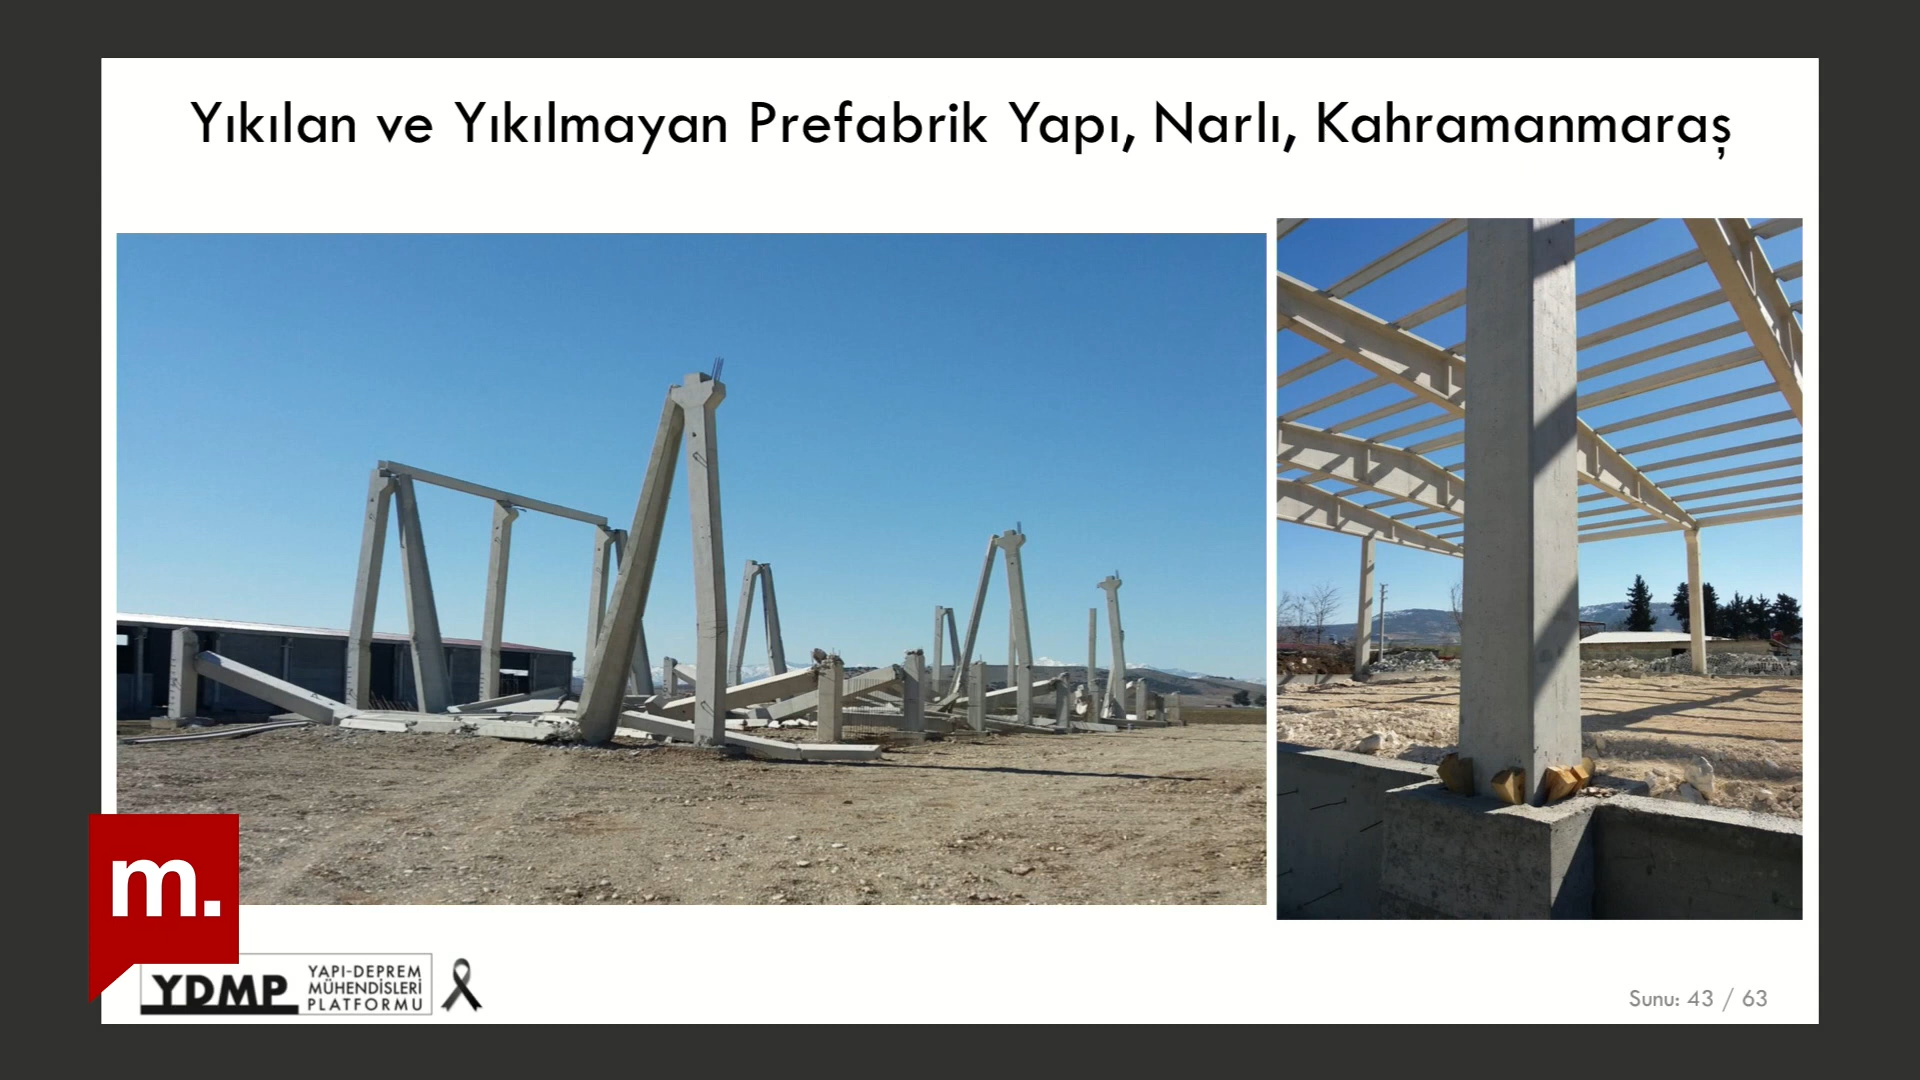 Yıkılan ve Yıkılmayan Prefabrik Yapı, Narlı, Kahramanmaraş
m.
YDMP
YAPI-DEPREM
MÜHENDİSLERİ
PLATFORMU
Sunu: 43 / 63